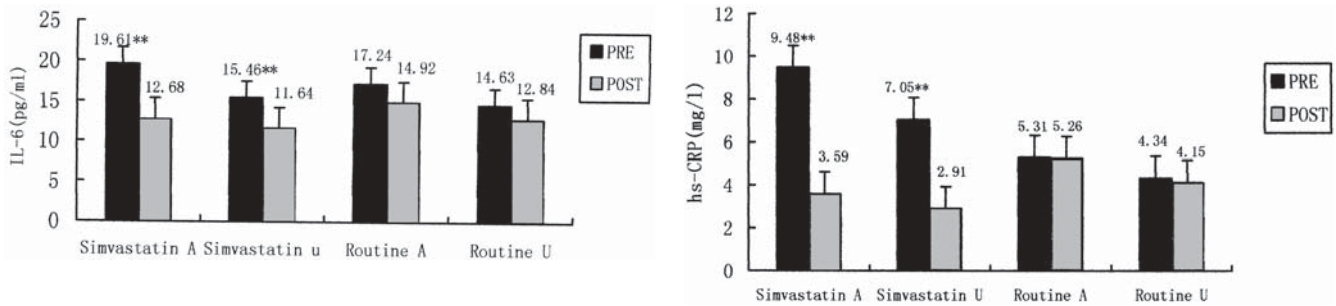 IL-6(pg/ml)
25
20
15
10
5
0
19.61**
12.68
15.46**
11.64
17.24
14.92
14.63
12.84
Simvastatin A
Simvastatin u
Routine A
Routine U
PRE
POST
hs-CRP(mg/l)
12
10
8
6
4
2
0
9.48**
3.59
7.05**
2.91
5.31
5.26
4.34
4.15
Simvastatin A
Simvastatin U
Routine A
Routine U
PRE
POST